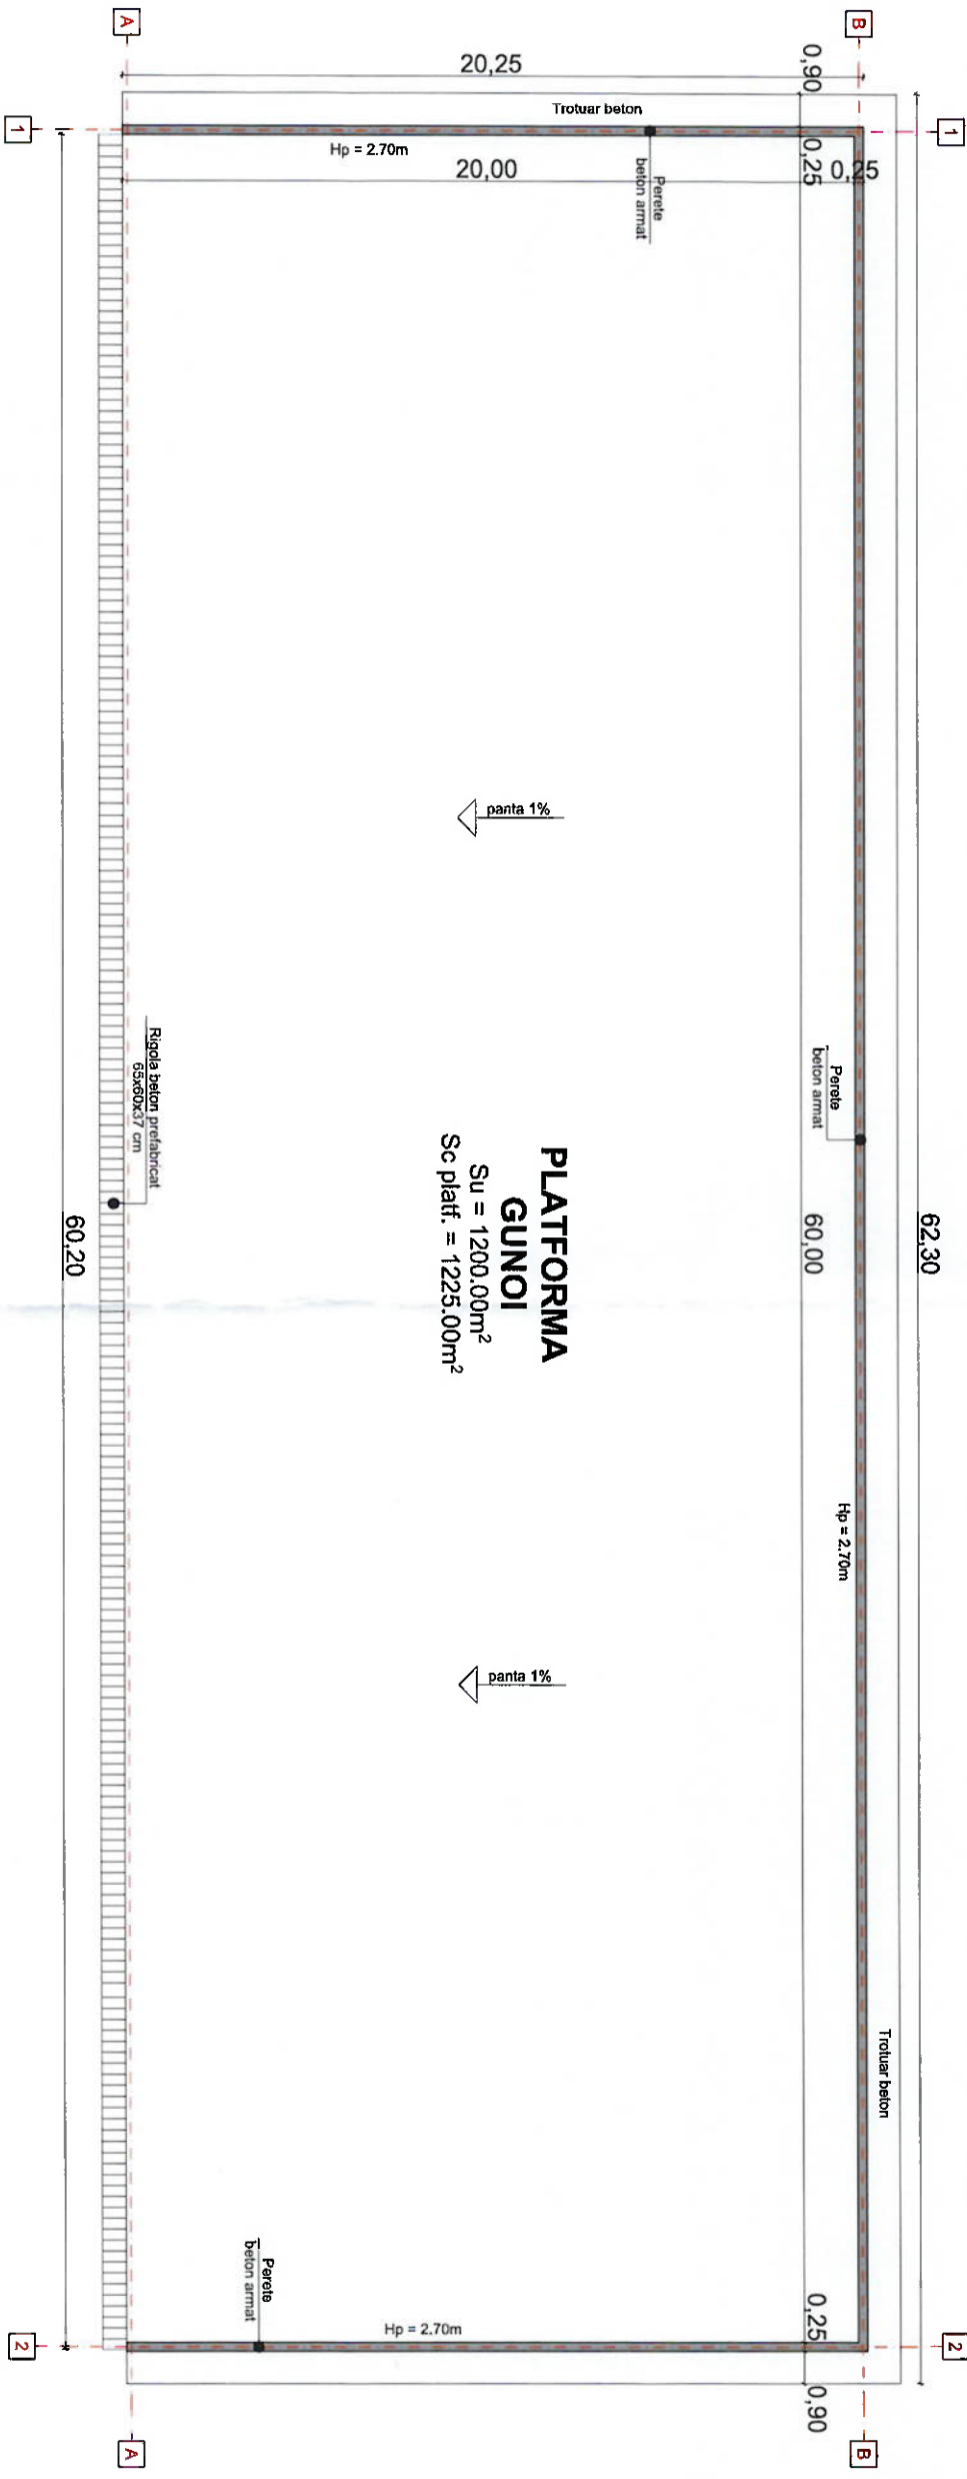 A
B
20,25
0,90
Trotuar beton
1
1
Hp = 2.70m
20,00
0,25
0,25
Perete
beton armat
panta 1%
Perete
beton armat
Rigola beton prefabricat
65x60x37 cm
PLATFORMA
GUNOI
Su = 1200.00m²
Sc platf. = 1225.00m²
60,00
62,30
60,20
Hp = 2.70m
panta 1%
Trotuar beton
Perete
beton armat
Hp = 2.70m
0,25
2
2
0,90
A
B